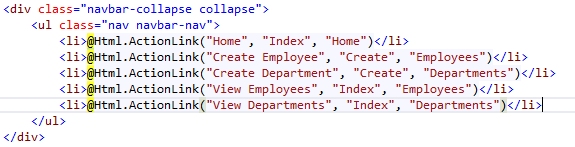 <div class="navbar-collapse collapse">
<ul class="nav navbar-nav">
<li>@Html.ActionLink("Home", "Index", "Home")</li>
<li>@Html.ActionLink("Create Employee", "Create", "Employees")</li>
<li>@Html.ActionLink("Create Department", "Create", "Departments")</li>
<li>@Html.ActionLink("View Employees", "Index", "Employees")</li>
<li>@Html.ActionLink("View Departments", "Index", "Departments")</li>
</ul>
</div>